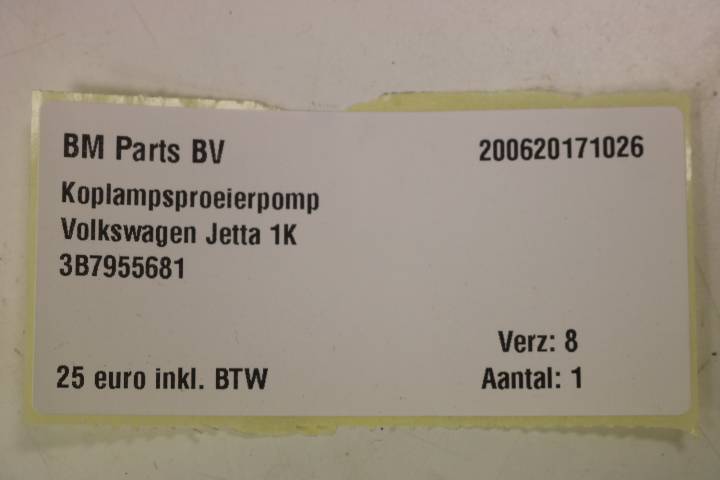 BM Parts BV 200620171026
Koplampsproeierpomp
Volkswagen Jetta 1K
3B7955681
Verz: 8
25 euro inkl. BTW Aantal: 1